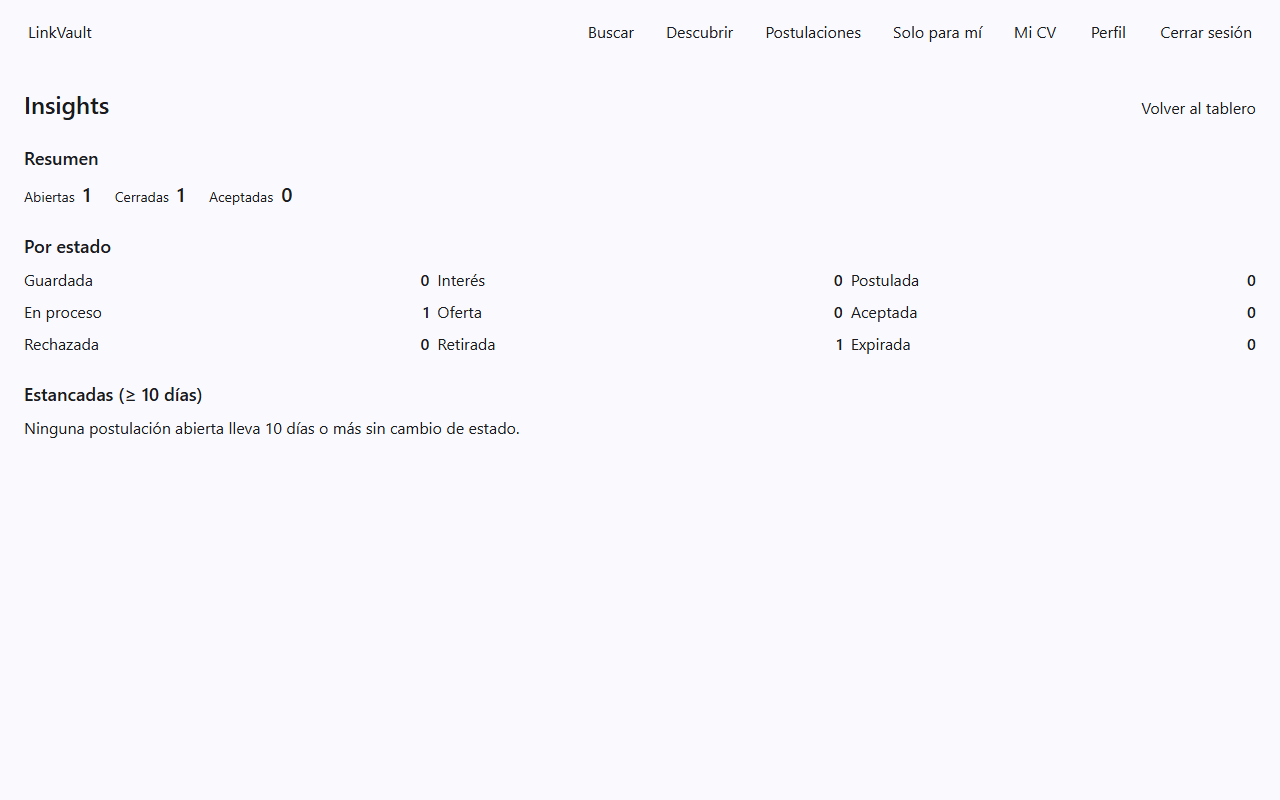 LinkVault Buscar Descubrir Postulaciones Solo para mí Mi CV Perfil Cerrar sesión
Insights Volver al tablero
Resumen
Abiertas 1 Cerradas 1 Aceptadas 0
Por estado
Guardada 0 Interés 0 Postulada 0
En proceso 1 Oferta 0 Aceptada 0
Rechazada 0 Retirada 1 Expirada 0
Estancadas (≥ 10 días)
Ninguna postulación abierta lleva 10 días o más sin cambio de estado.